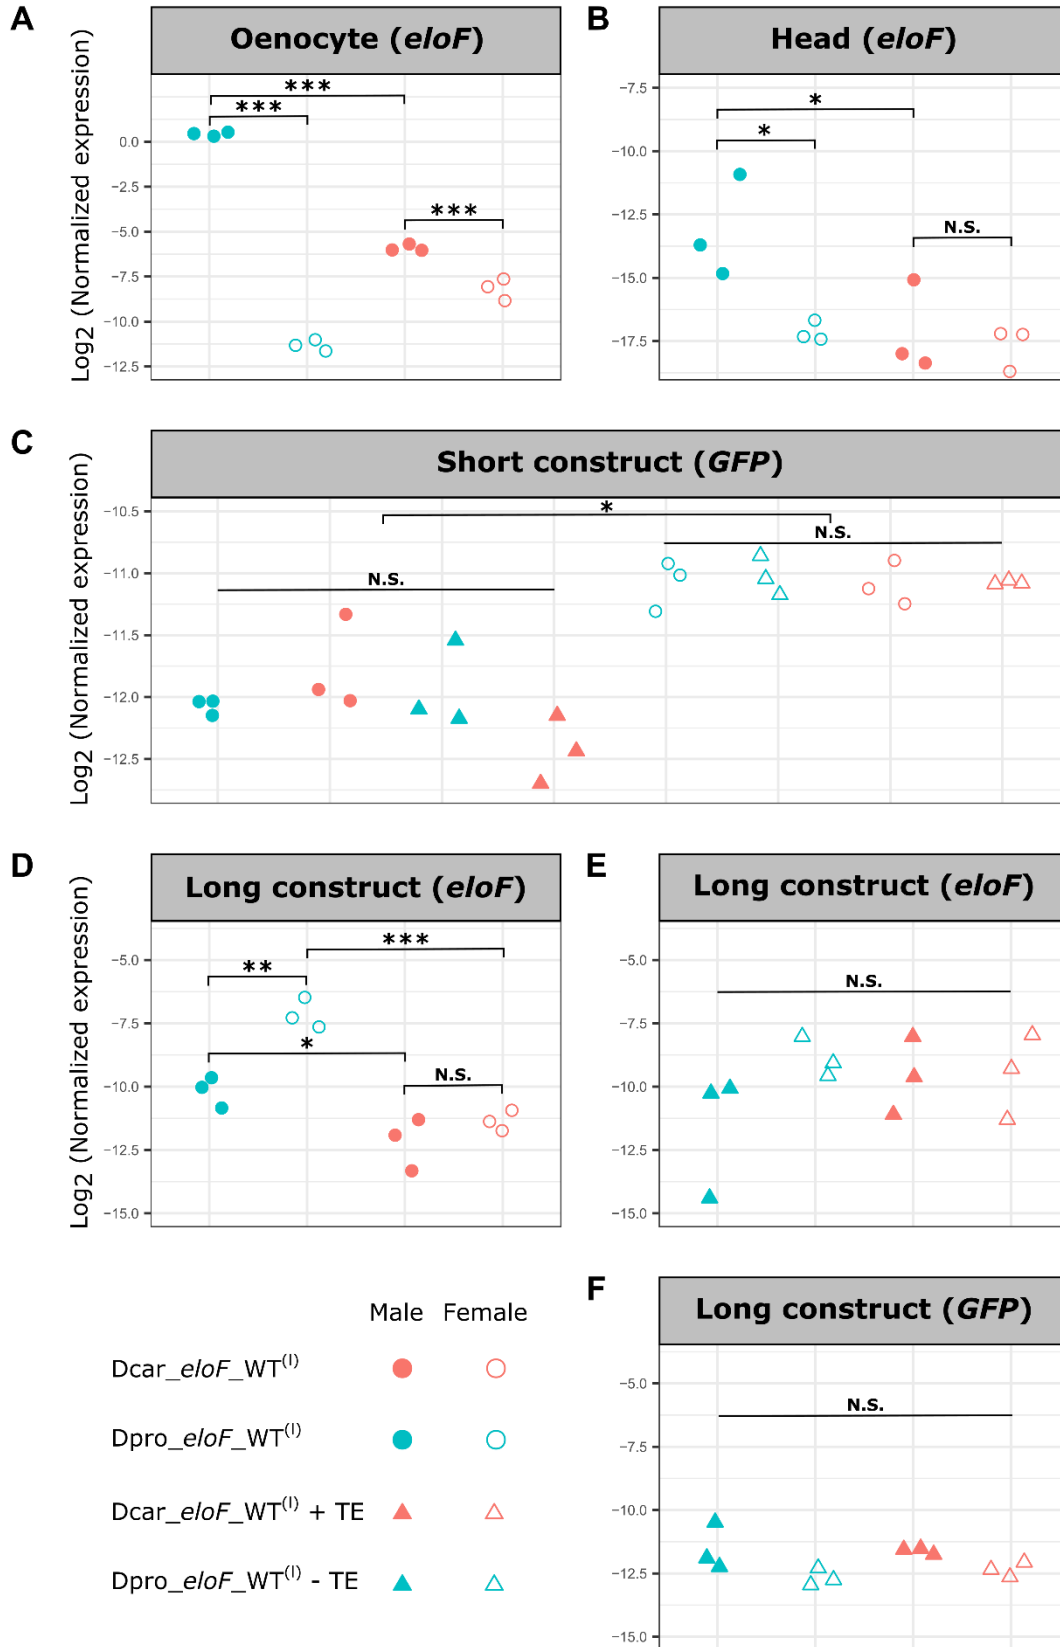 A
Oenocyte (eloF)
Log2 (Normalized expression)
0.0
−2.5
−5.0
−7.5
−10.0
−12.5
***
***
***
B
Head (eloF)
−7.5
−10.0
−12.5
−15.0
−17.5
*
*
N.S.
C
Short construct (GFP)
Log2 (Normalized expression)
−10.5
−11.0
−11.5
−12.0
−12.5
*
N.S.
N.S.
D
Long construct (eloF)
Log2 (Normalized expression)
−5.0
−7.5
−10.0
−12.5
−15.0
***
**
*
N.S.
E
Long construct (eloF)
−5.0
−7.5
−10.0
−12.5
−15.0
N.S.
Male Female
Dcar_eloF_WT(I)
Dpro_eloF_WT(I)
Dcar_eloF_WT(I) + TE
Dpro_eloF_WT(I) - TE
F
Long construct (GFP)
−5.0
−7.5
−10.0
−12.5
−15.0
N.S.